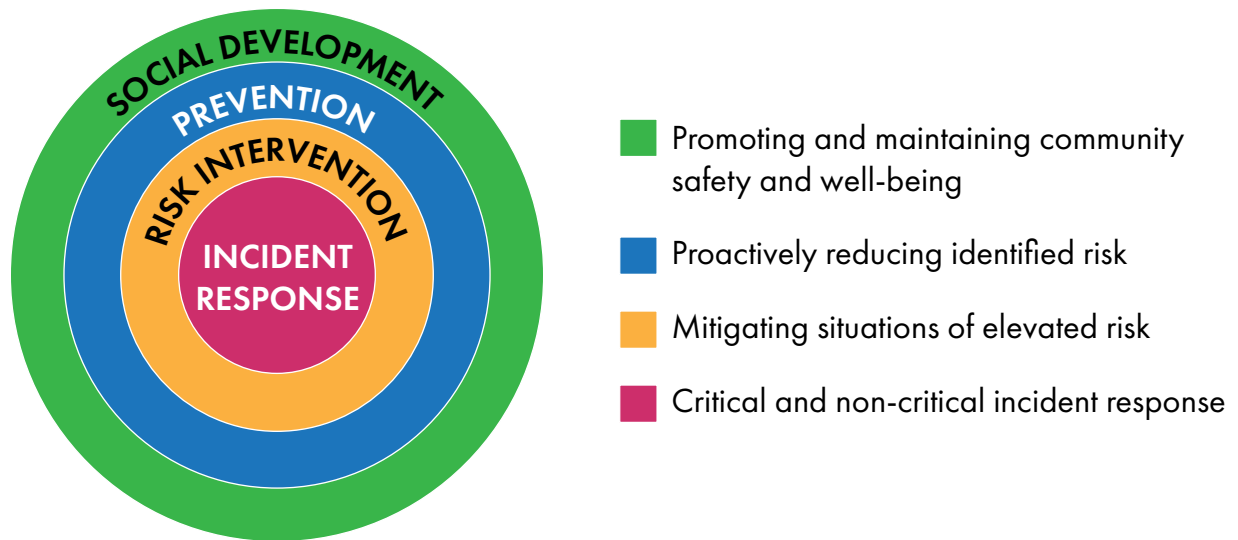 SOCIAL DEVELOPMENT
PREVENTION
RISK INTERVENTION
INCIDENT
RESPONSE
Promoting and maintaining community
safety and well-being
Proactively reducing identified risk
Mitigating situations of elevated risk
Critical and non-critical incident response